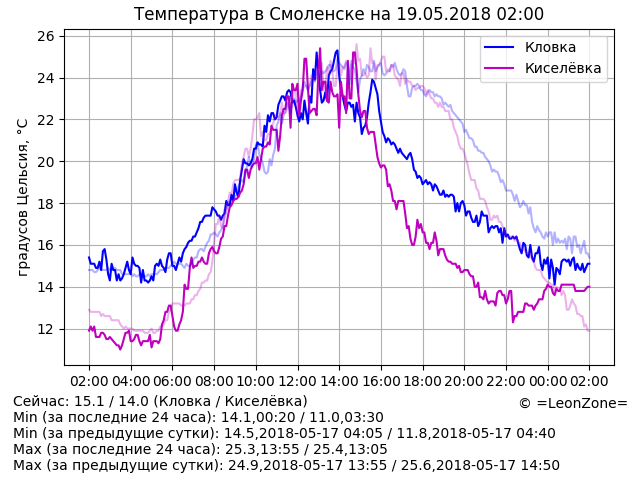 Температура в Смоленске на 19.05.2018 02:00
Кловка
Киселёвка
градусов Цельсия, °C
26
24
22
20
18
16
14
12
02:00 04:00 06:00 08:00 10:00 12:00 14:00 16:00 18:00 20:00 22:00 00:00 02:00
Сейчас: 15.1 / 14.0 (Кловка / Киселёвка)
© =LeonZone=
Min (за последние 24 часа): 14.1,00:20 / 11.0,03:30
Min (за предыдущие сутки): 14.5,2018-05-17 04:05 / 11.8,2018-05-17 04:40
Max (за последние 24 часа): 25.3,13:55 / 25.4,13:05
Max (за предыдущие сутки): 24.9,2018-05-17 13:55 / 25.6,2018-05-17 14:50